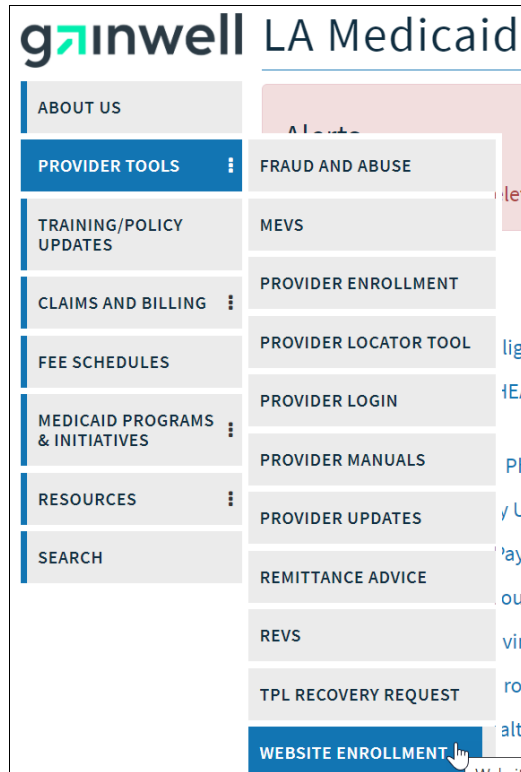 gainwell LA Medicaid
ABOUT US
PROVIDER TOOLS
TRAINING/POLICY
UPDATES
CLAIMS AND BILLING
FEE SCHEDULES
MEDICAID PROGRAMS
& INITIATIVES
RESOURCES
SEARCH
FRAUD AND ABUSE
MEVS
PROVIDER ENROLLMENT
PROVIDER LOCATOR TOOL
PROVIDER LOGIN
PROVIDER MANUALS
PROVIDER UPDATES
REMITTANCE ADVICE
REVS
TPL RECOVERY REQUEST
WEBSITE ENROLLMENT